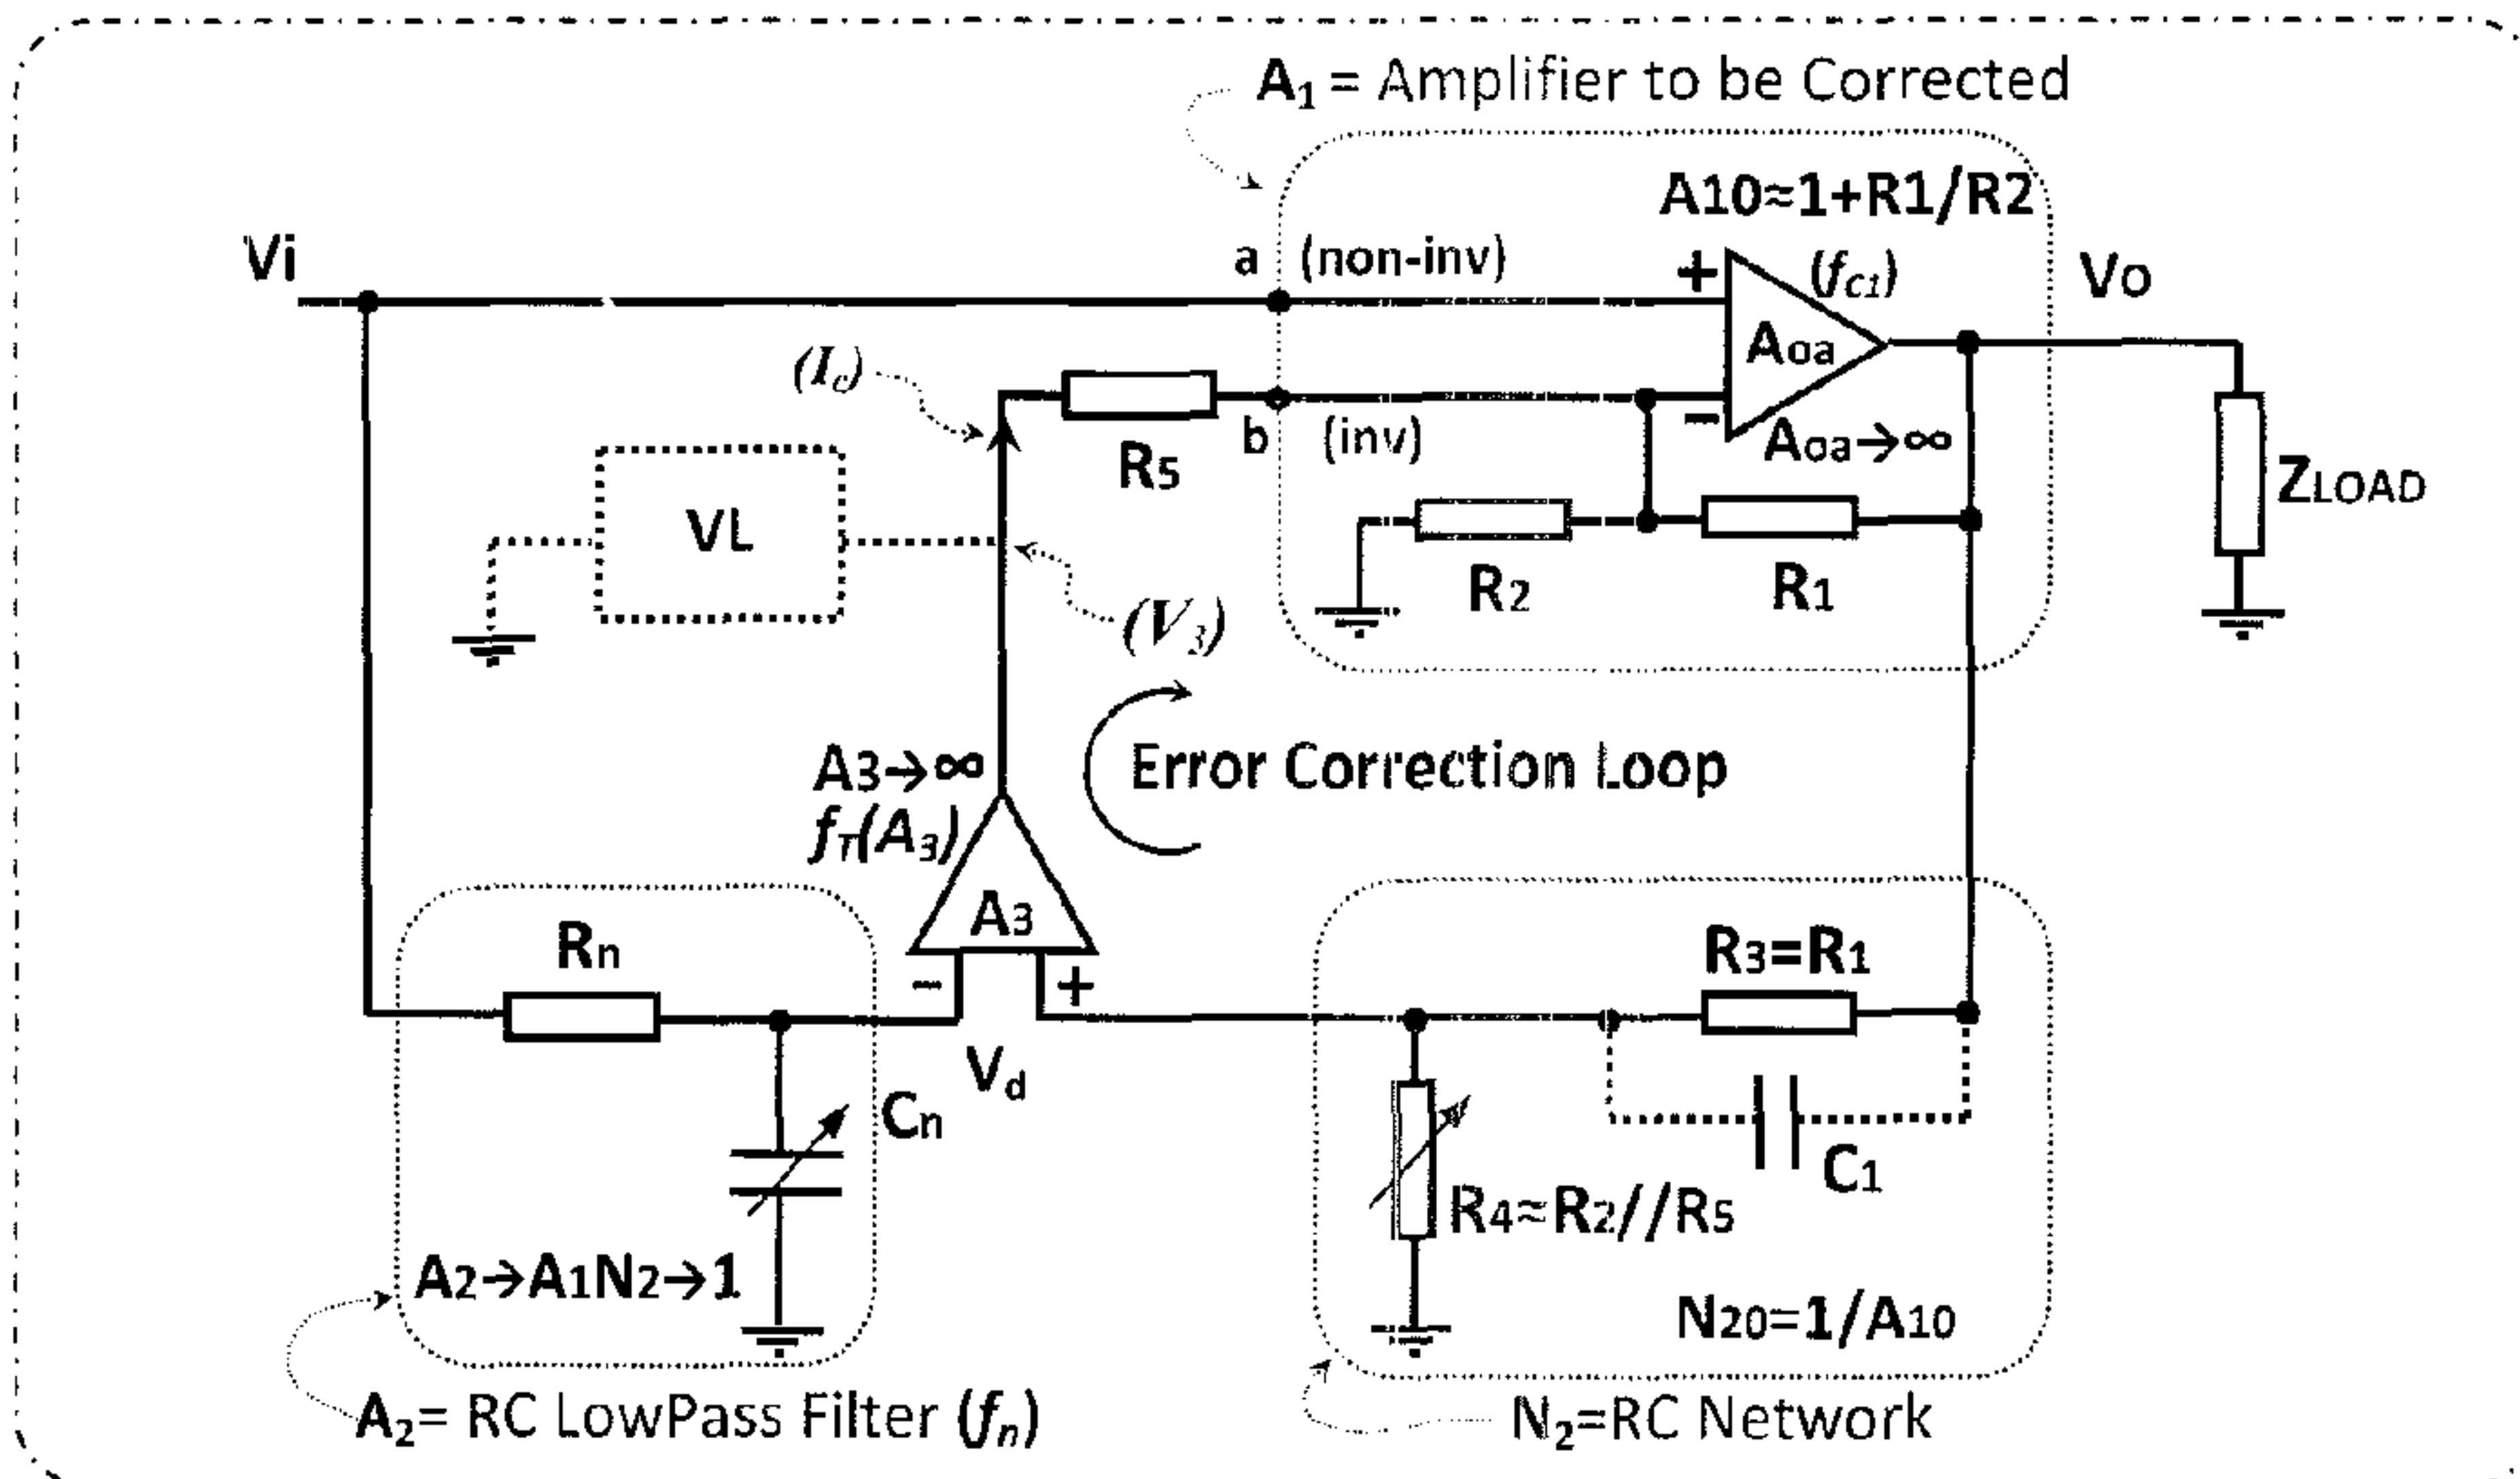 A1 = Amplifier to be Corrected
A10≈1+R1/R2
Vi
a (non-inv)
+
(fC1)
Vo
Aoa
(Ic)
R5
b (inv)
−
Aoa→∞
ZLOAD
VL
R2
R1
(V3)
A3→∞
fT(A3)
Error Correction Loop
A3
Rn
R3=R1
− +
Vd
Cn
C1
R4≈R2//R5
A2→A1N2→1
N20=1/A10
A2= RC LowPass Filter (fn)
N2=RC Network